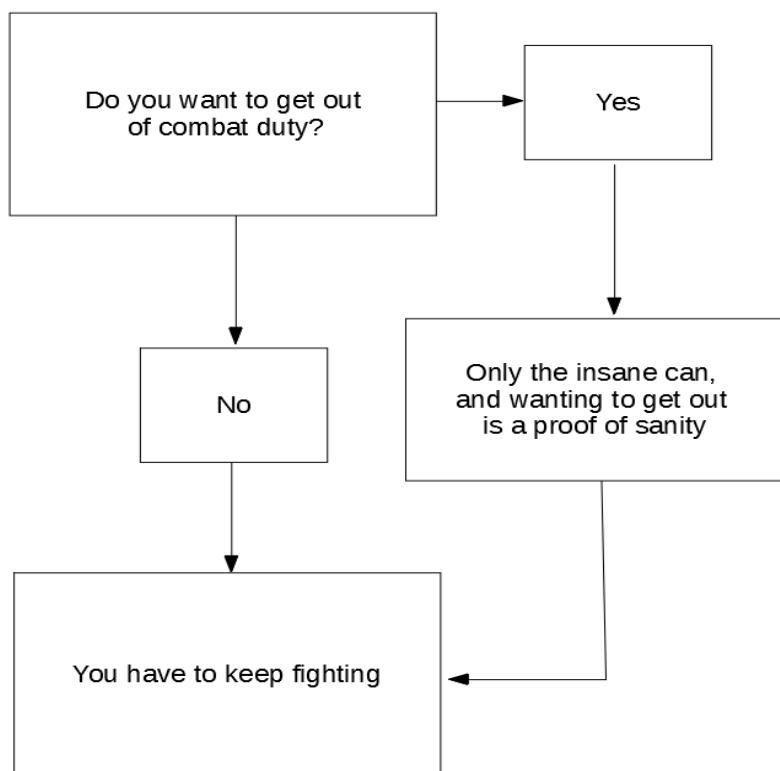 Do you want to get out
of combat duty?
Yes
No
Only the insane can,
and wanting to get out
is a proof of sanity
You have to keep fighting